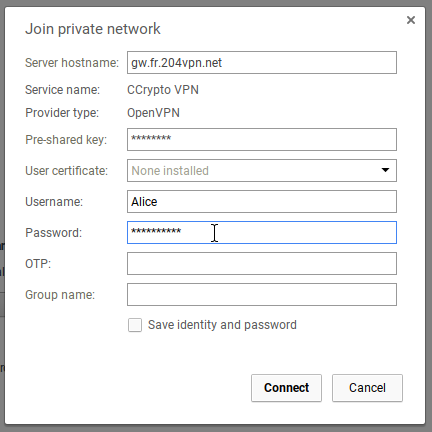 Join private network
Server hostname: gw.fr.204vpn.net
Service name: CCrypto VPN
Provider type: OpenVPN
Pre-shared key: ********
User certificate: None installed
Username: Alice
Password: **********
OTP:
Group name:
Save identity and password
Connect Cancel